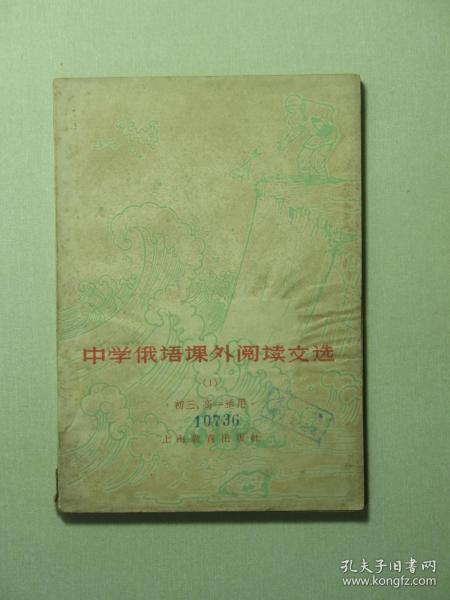 中学俄语课外阅读文选
(1)
·初三、高一适用·
10736
上海教育出版社
孔夫子旧书网
www.kongfz.com